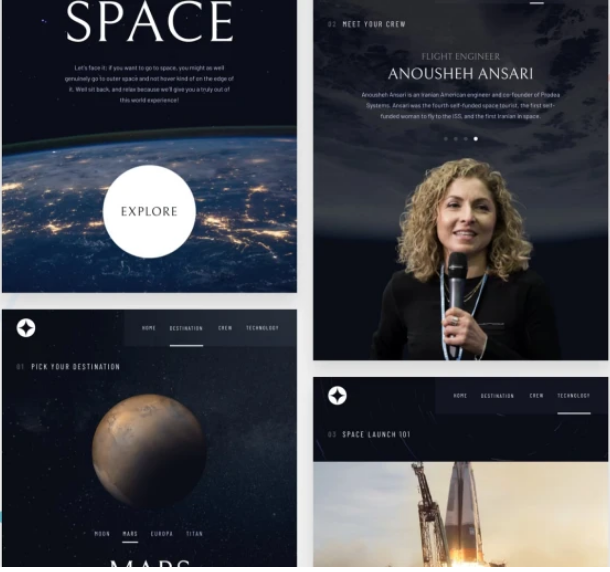 SPACE
Let's face it; if you want to go to space, you might as well
genuinely go to outer space and not hover kind of on the edge of
it. Well sit back, and relax because we'll give you a truly out of
this world experience!
EXPLORE
02 MEET YOUR CREW
FLIGHT ENGINEER
ANOUSHEH ANSARI
Anousheh Ansari is an Iranian American engineer and co-founder of Prodea
Systems. Ansari was the fourth self-funded space tourist, the first self-
funded woman to fly to the ISS, and the first Iranian in space.
HOME DESTINATION CREW TECHNOLOGY
01 PICK YOUR DESTINATION
MOON MARS EUROPA TITAN
MARS
HOME DESTINATION CREW TECHNOLOGY
03 SPACE LAUNCH 101